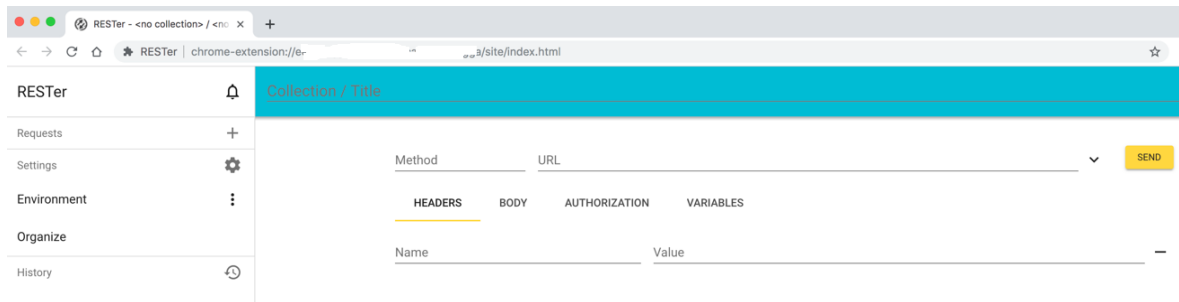 RESTer - <no collection> / <no
RESTer | chrome-extension://e a/site/index.html
RESTer
Collection / Title
Requests
Settings
Environment
Organize
History
Method URL SEND
HEADERS BODY AUTHORIZATION VARIABLES
Name Value